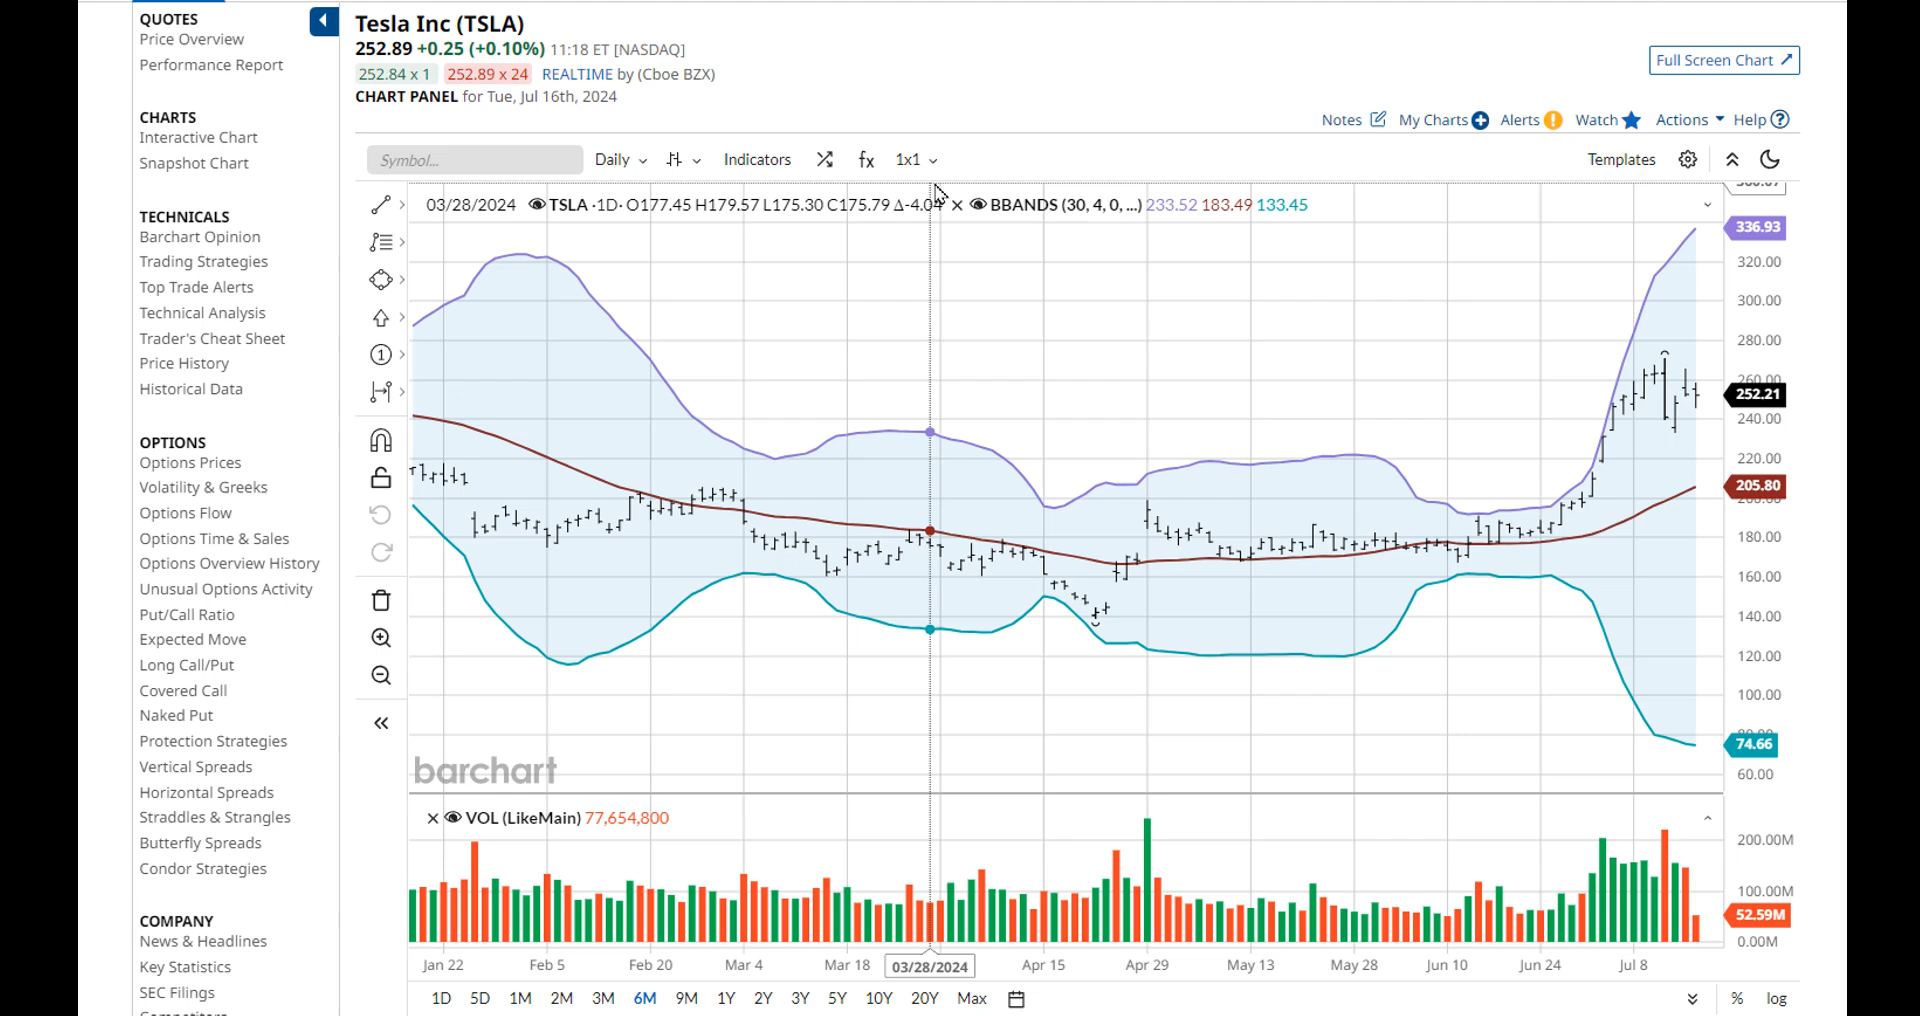 QUOTES
Price Overview
Performance Report
CHARTS
Interactive Chart
Snapshot Chart
TECHNICALS
Barchart Opinion
Trading Strategies
Top Trade Alerts
Technical Analysis
Trader's Cheat Sheet
Price History
Historical Data
OPTIONS
Options Prices
Volatility & Greeks
Options Flow
Options Time & Sales
Options Overview History
Unusual Options Activity
Put/Call Ratio
Expected Move
Long Call/Put
Covered Call
Naked Put
Protection Strategies
Vertical Spreads
Horizontal Spreads
Straddles & Strangles
Butterfly Spreads
Condor Strategies
COMPANY
News & Headlines
Key Statistics
SEC Filings
Tesla Inc (TSLA)
252.89 +0.25 (+0.10%) 11:18 ET [NASDAQ]
252.84 x 1 252.89 x 24 REALTIME by (Cboe BZX)
CHART PANEL for Tue, Jul 16th, 2024
Full Screen Chart
Notes My Charts Alerts Watch Actions Help
Symbol... Daily Indicators fx 1x1 Templates
03/28/2024 TSLA ·1D· O177.45 H179.57 L175.30 C175.79 Δ-4.04 BBANDS (30, 4, 0, ...) 233.52 183.49 133.45
336.93
320.00
300.00
280.00
260.00
252.21
240.00
220.00
205.80
200.00
180.00
160.00
140.00
120.00
100.00
80.00
74.66
60.00
barchart
VOL (LikeMain) 77,654,800
200.00M
100.00M
52.59M
0.00M
Jan 22 Feb 5 Feb 20 Mar 4 Mar 18 03/28/2024 Apr 15 Apr 29 May 13 May 28 Jun 10 Jun 24 Jul 8
1D 5D 1M 2M 3M 6M 9M 1Y 2Y 3Y 5Y 10Y 20Y Max % log